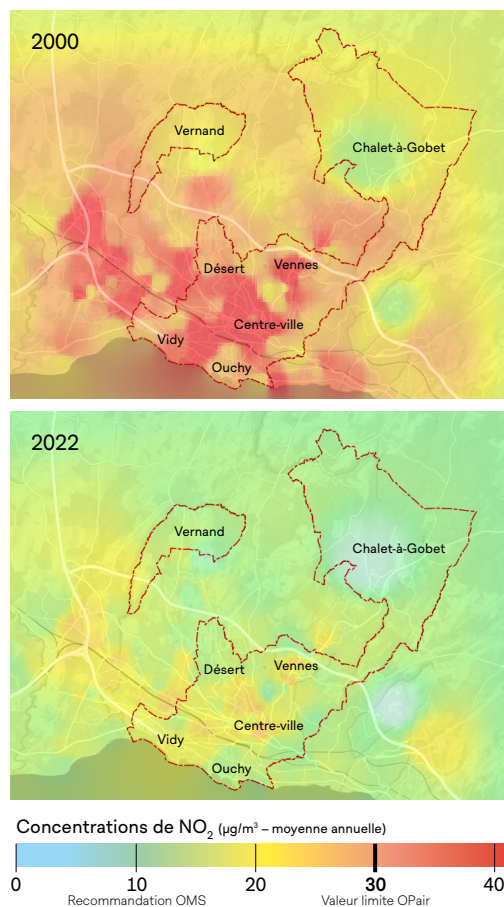 2000
Vernand
Chalet-à-Gobet
Désert
Vennes
Centre-ville
Vidy
Ouchy
2022
Vernand
Chalet-à-Gobet
Désert
Vennes
Centre-ville
Vidy
Ouchy
Concentrations de NO₂ (µg/m³ – moyenne annuelle)
0 10 20 30 40
Recommandation OMS Valeur limite OPair